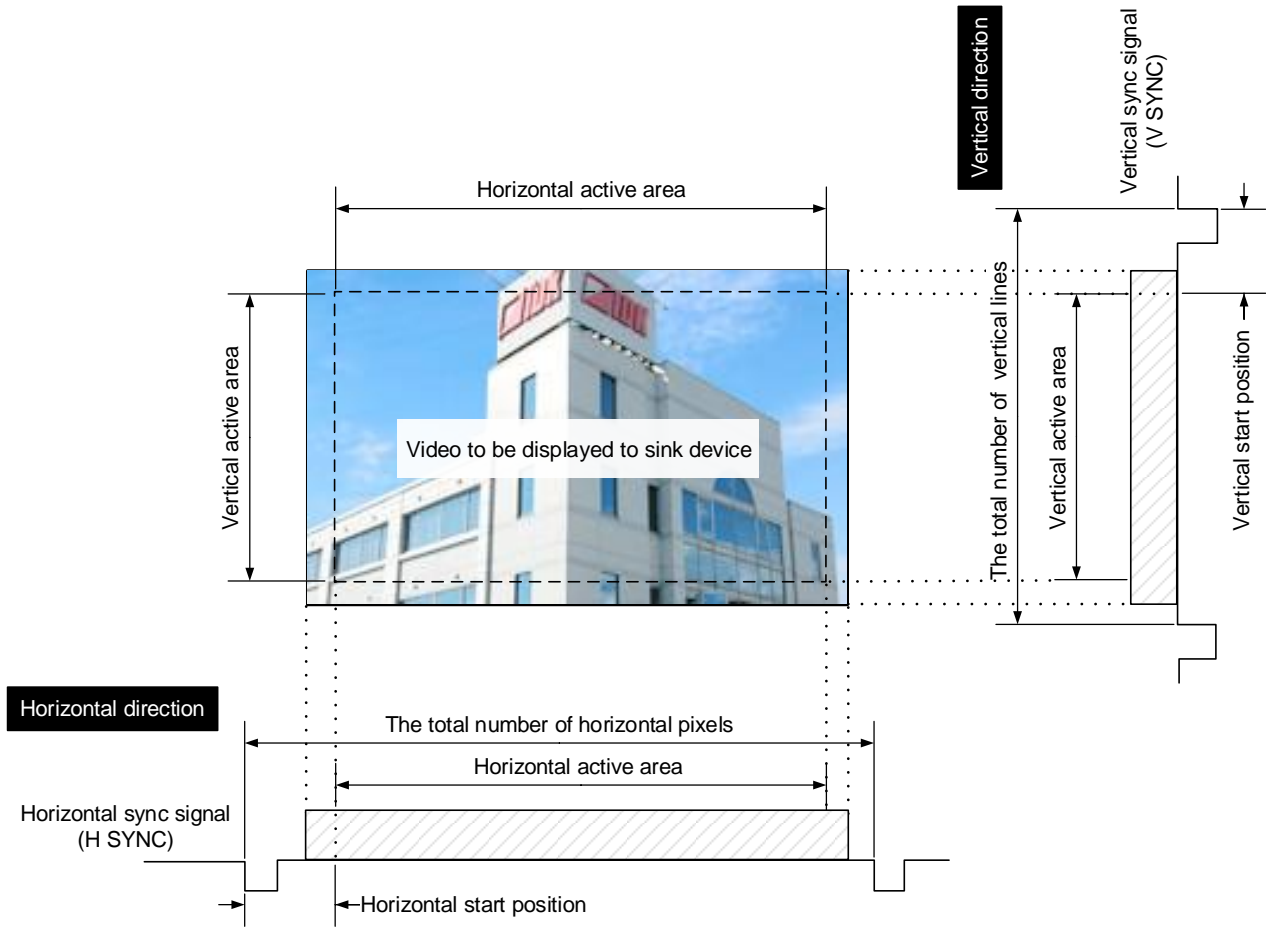 Vertical direction
Vertical sync signal
(V SYNC)
Horizontal active area
Vertical active area
Video to be displayed to sink device
The total number of vertical lines
Vertical active area
Vertical start position
Horizontal direction
The total number of horizontal pixels
Horizontal active area
Horizontal sync signal
(H SYNC)
Horizontal start position